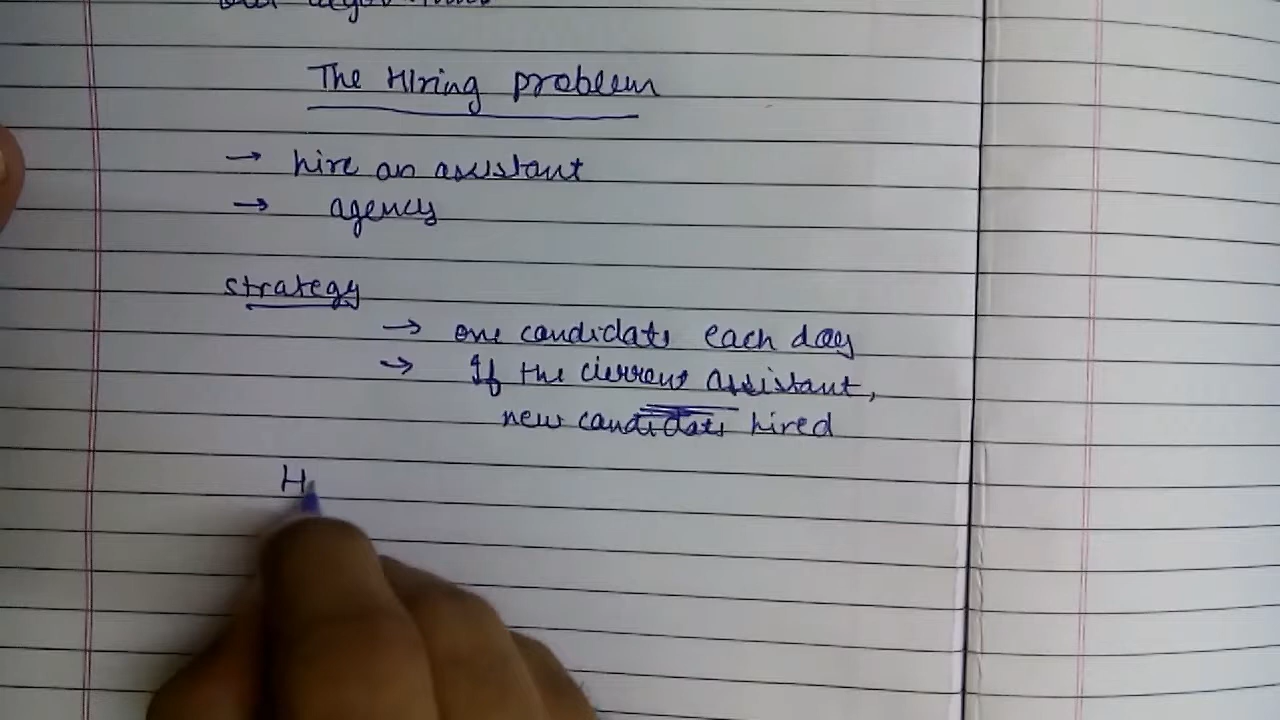 The HIring problem
→ hire an assistant
→ agency
strategy
→ one candidate each day
→ If the current assistant,
new candidate hired
H